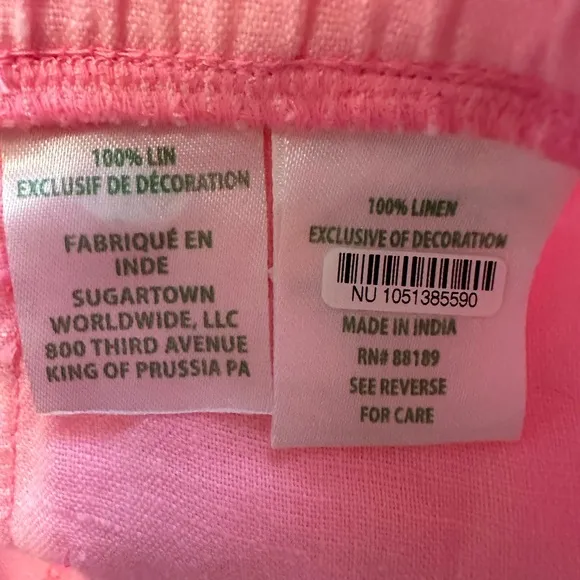 100% LIN
EXCLUSIF DE DÉCORATION
FABRIQUÉ EN
INDE
SUGARTOWN
WORLDWIDE, LLC
800 THIRD AVENUE
KING OF PRUSSIA PA
100% LINEN
EXCLUSIVE OF DECORATION
NU 1051385590
MADE IN INDIA
RN# 88189
SEE REVERSE
FOR CARE